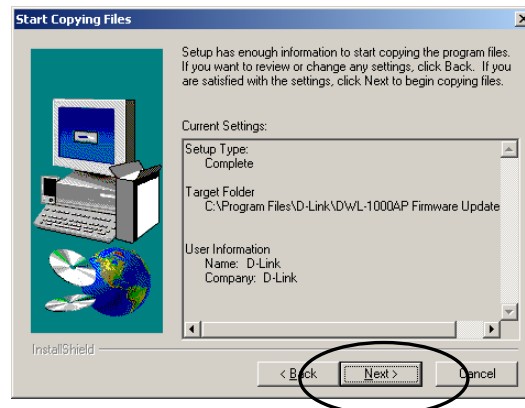 Start Copying Files
Setup has enough information to start copying the program files.
If you want to review or change any settings, click Back. If you
are satisfied with the settings, click Next to begin copying files.
Current Settings:
Setup Type:
Complete
Target Folder
C:\Program Files\D-Link\DWL-1000AP Firmware Update
User Information
Name: D-Link
Company: D-Link
InstallShield
< Back
Next >
Cancel